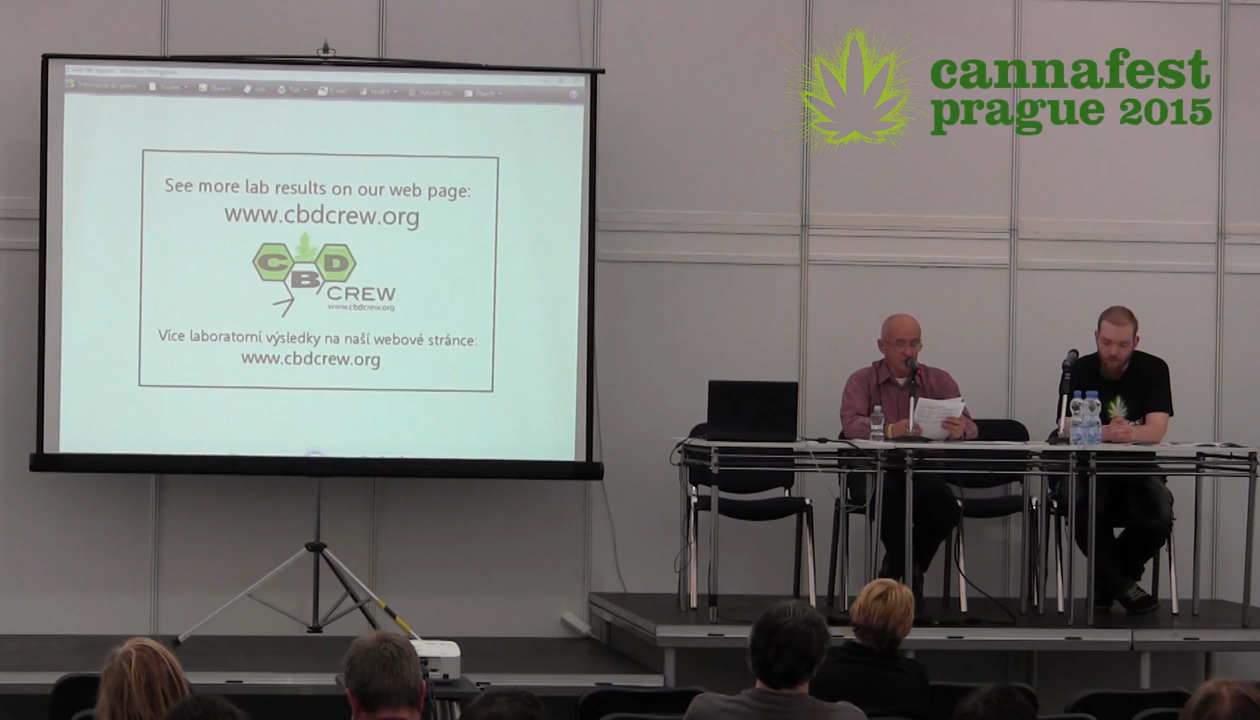 cannafest
prague 2015
See more lab results on our web page:
www.cbdcrew.org
CBD
CREW
www.cbdcrew.org
Více laboratorní výsledky na naší webové stránce:
www.cbdcrew.org